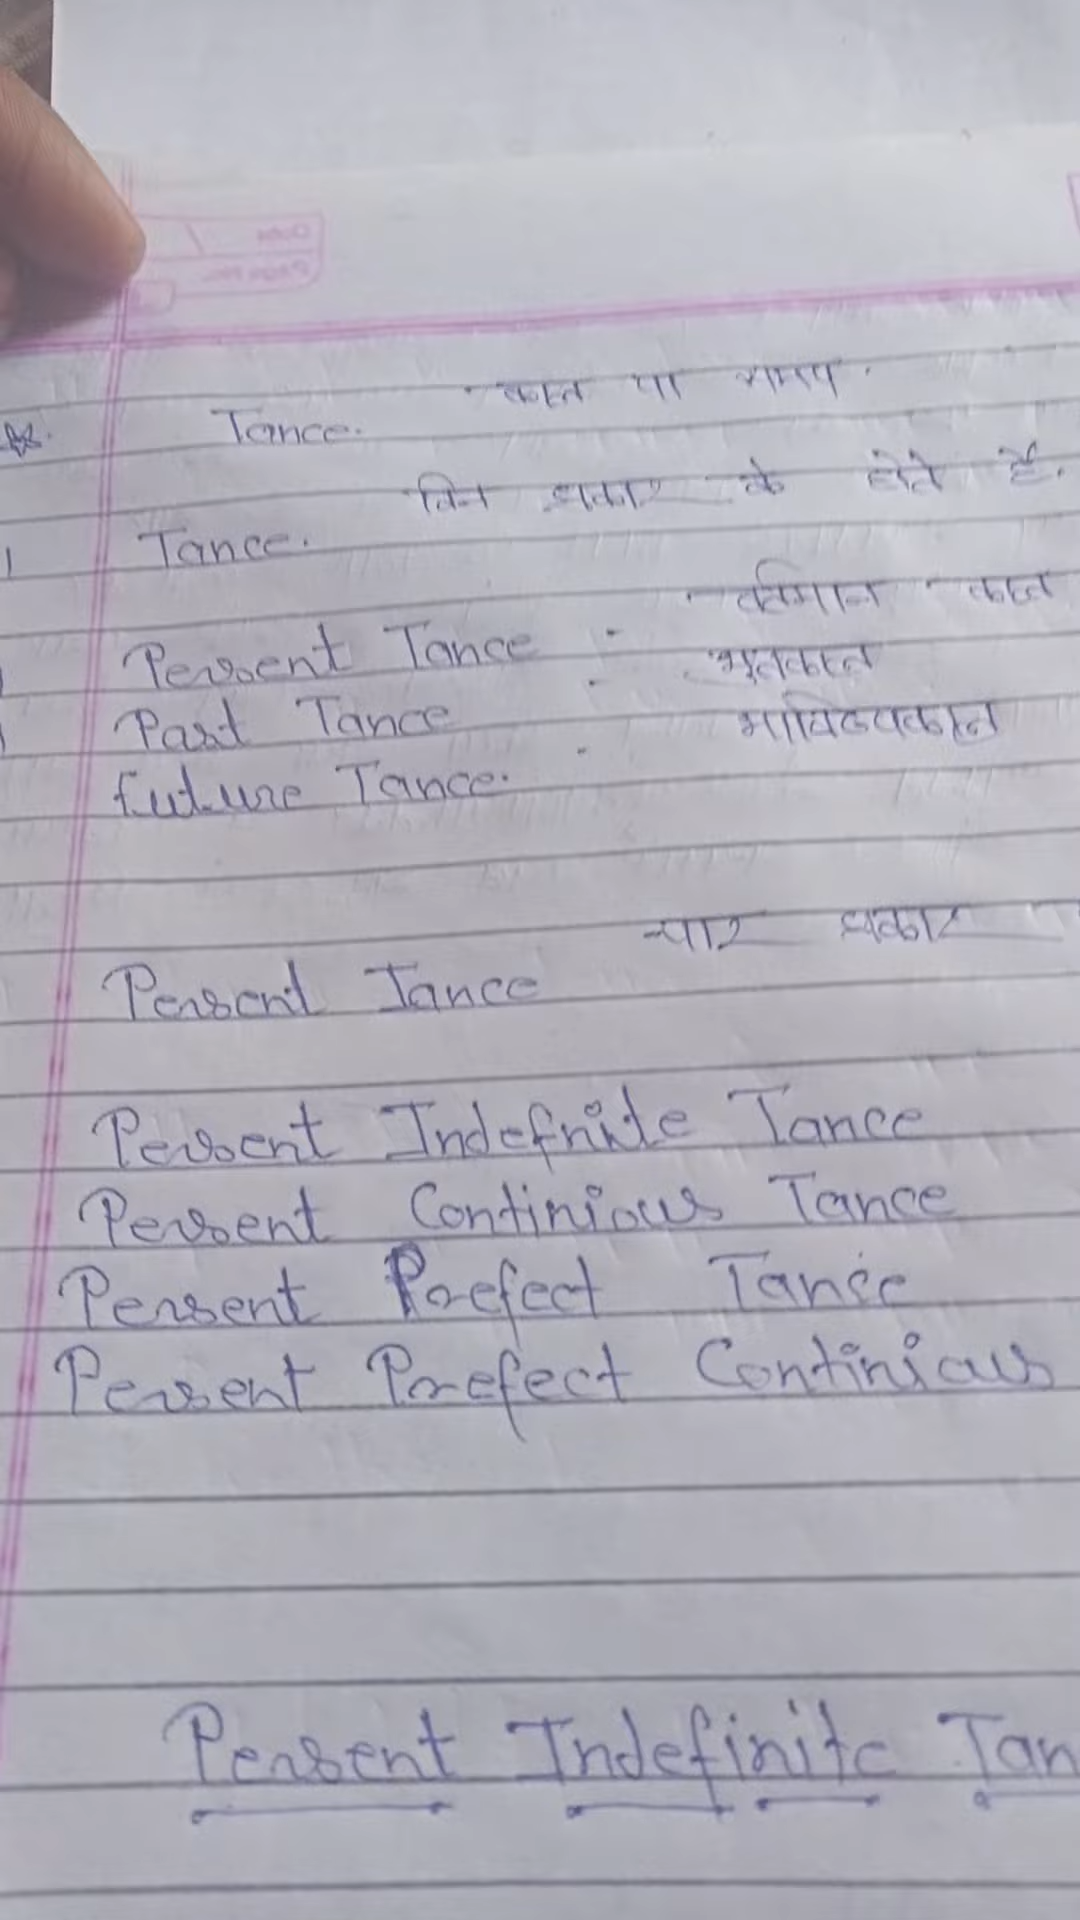 Tance. काल या समय.
Tance. तिन प्रकार के होते हैं.
Persent Tance : वर्तमान काल
Past Tance : भूतकाल
future Tance. भाविष्यकाल
Persent Tance चार प्रकार
Persent Indefnite Tance
Persent Continious Tance
Persent Prefect Tance
Persent Prefect Continious
Persent Indefinite Tan